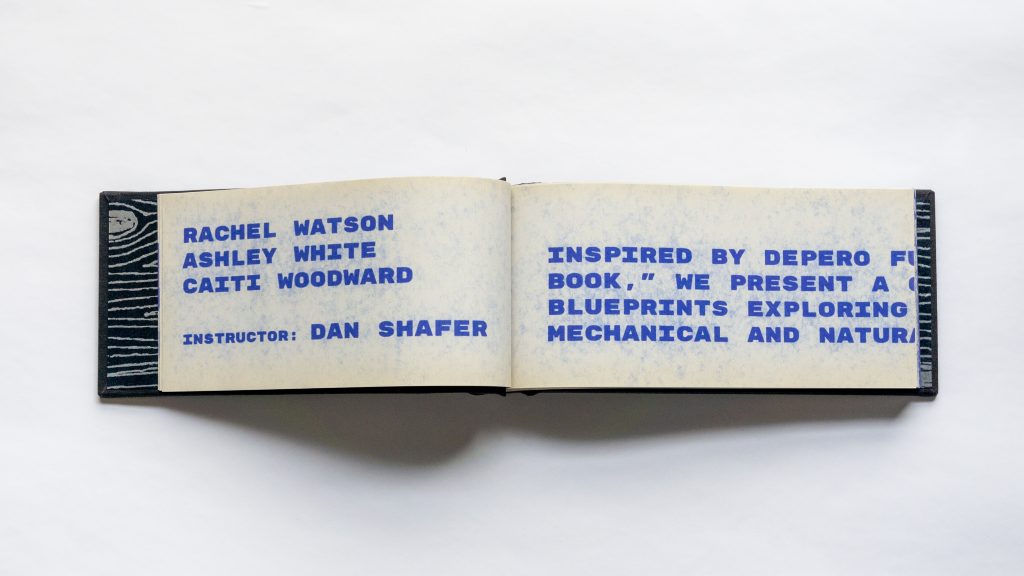 RACHEL WATSON
ASHLEY WHITE
CAITI WOODWARD
INSTRUCTOR: DAN SHAFER
INSPIRED BY DEPERO
BOOK,” WE PRESENT A
BLUEPRINTS EXPLORING
MECHANICAL AND